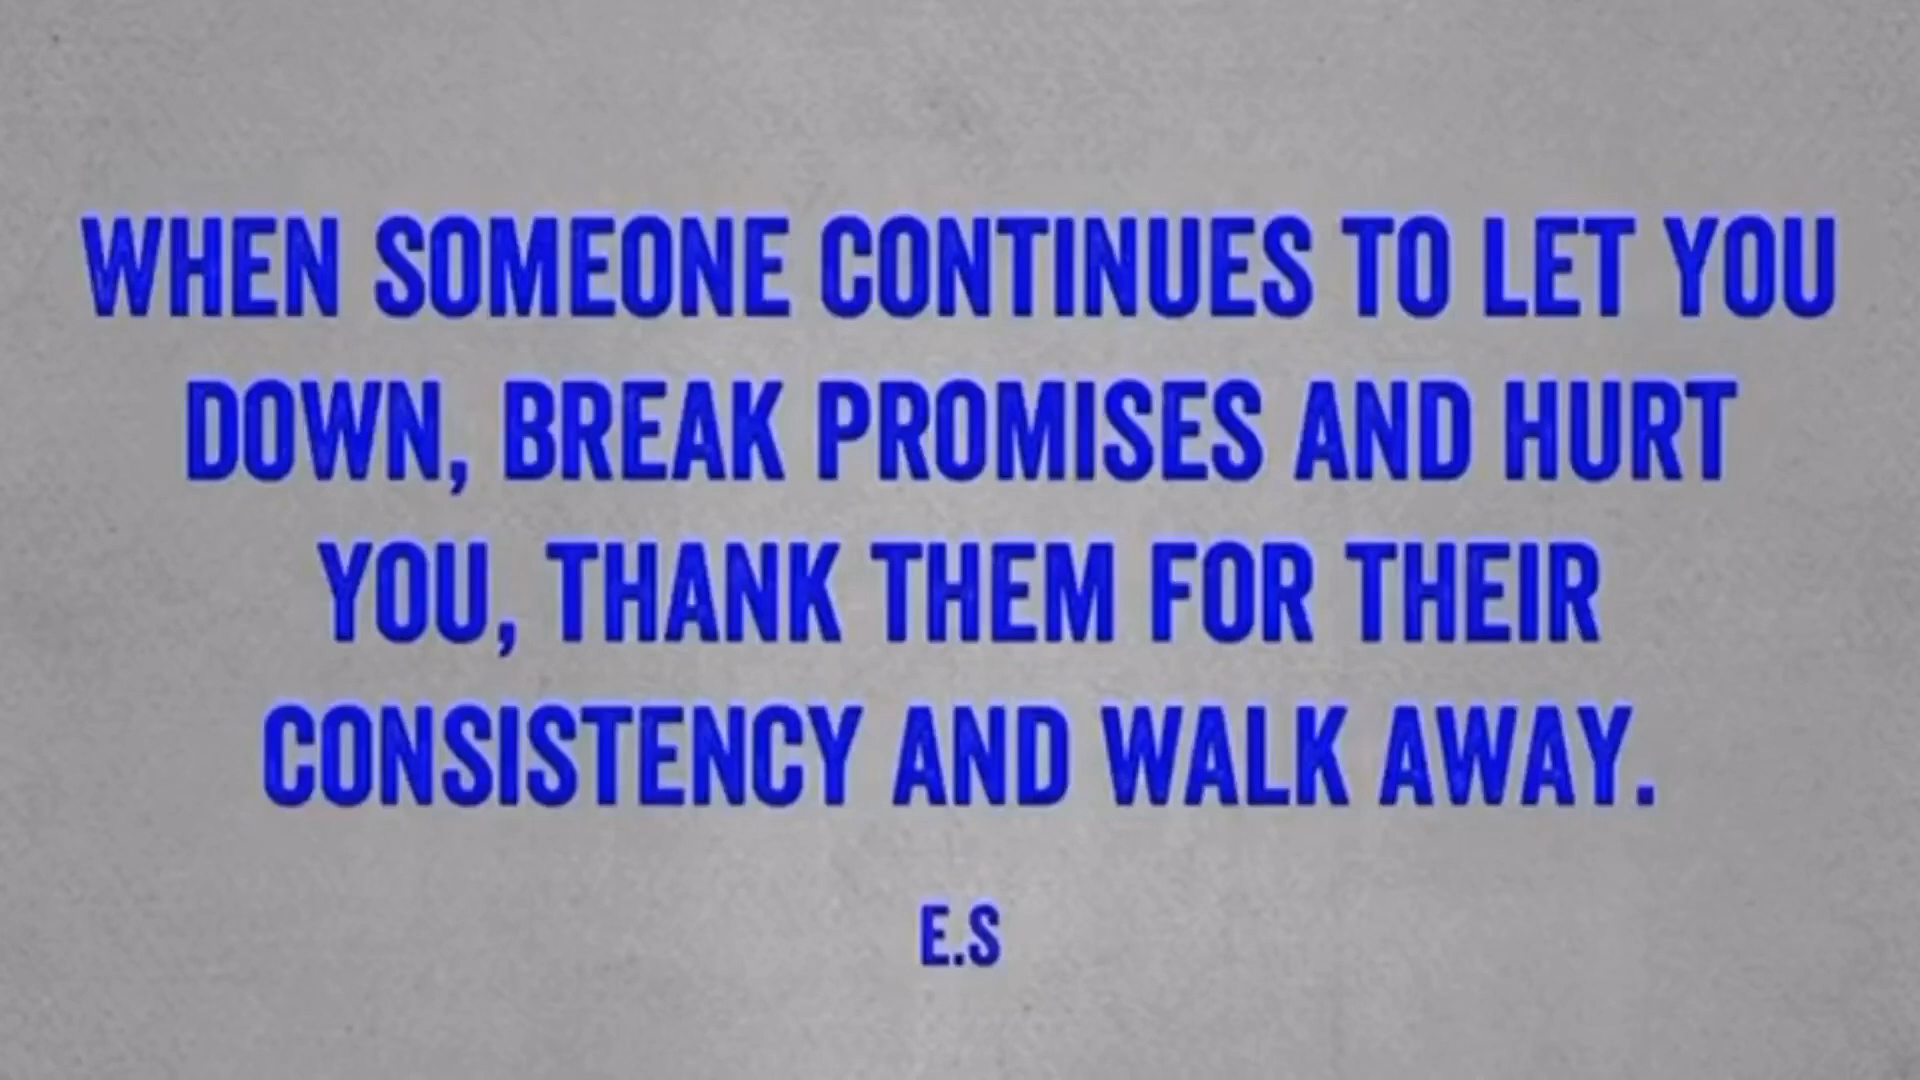 WHEN SOMEONE CONTINUES TO LET YOU
DOWN, BREAK PROMISES AND HURT
YOU, THANK THEM FOR THEIR
CONSISTENCY AND WALK AWAY.
E.S